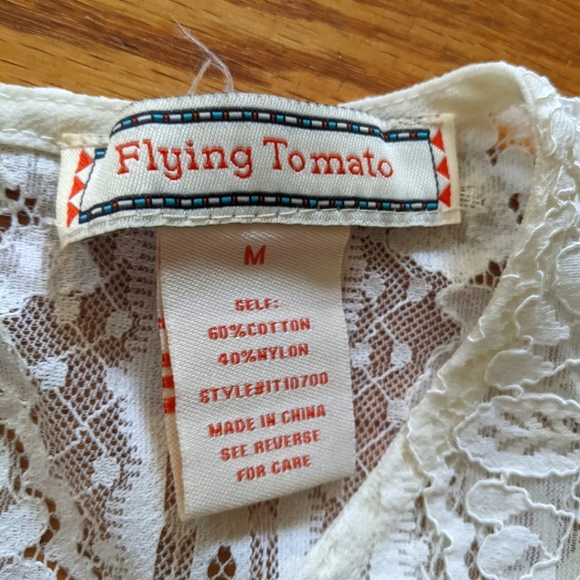 Flying Tomato
M
SELF:
60%COTTON
40%NYLON
STYLE#IT10700
MADE IN CHINA
SEE REVERSE
FOR CARE